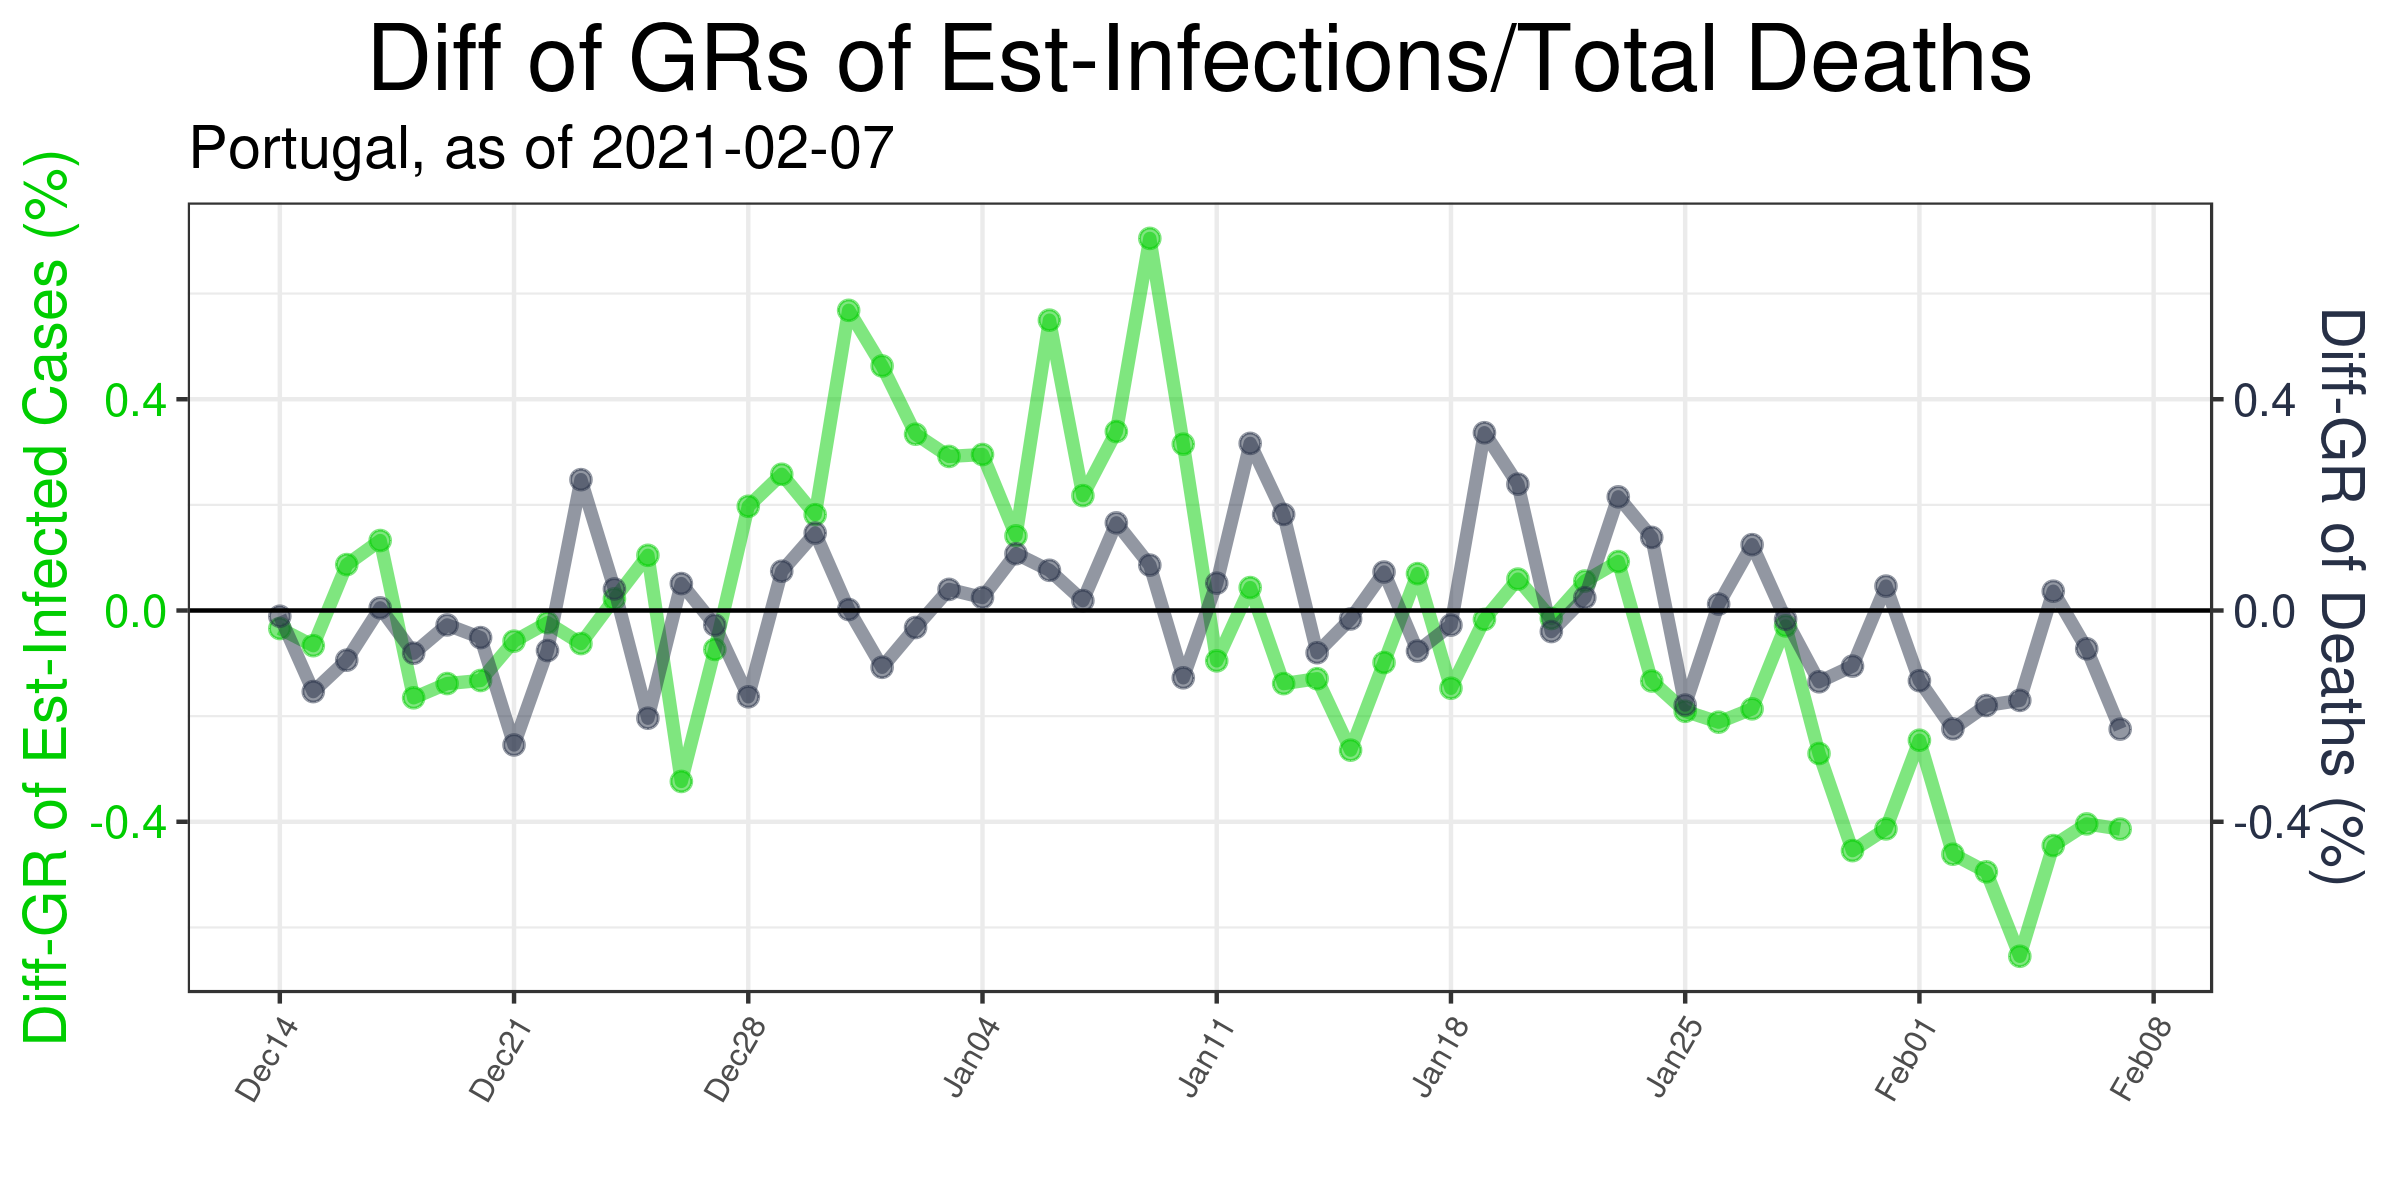 Diff of GRs of Est-Infections/Total Deaths
Portugal, as of 2021-02-07
Diff-GR of Est-Infected Cases (%)
0.4
0.0
-0.4
0.4
0.0
-0.4
Diff-GR of Deaths (%)
Dec14
Dec21
Dec28
Jan04
Jan11
Jan18
Jan25
Feb01
Feb08